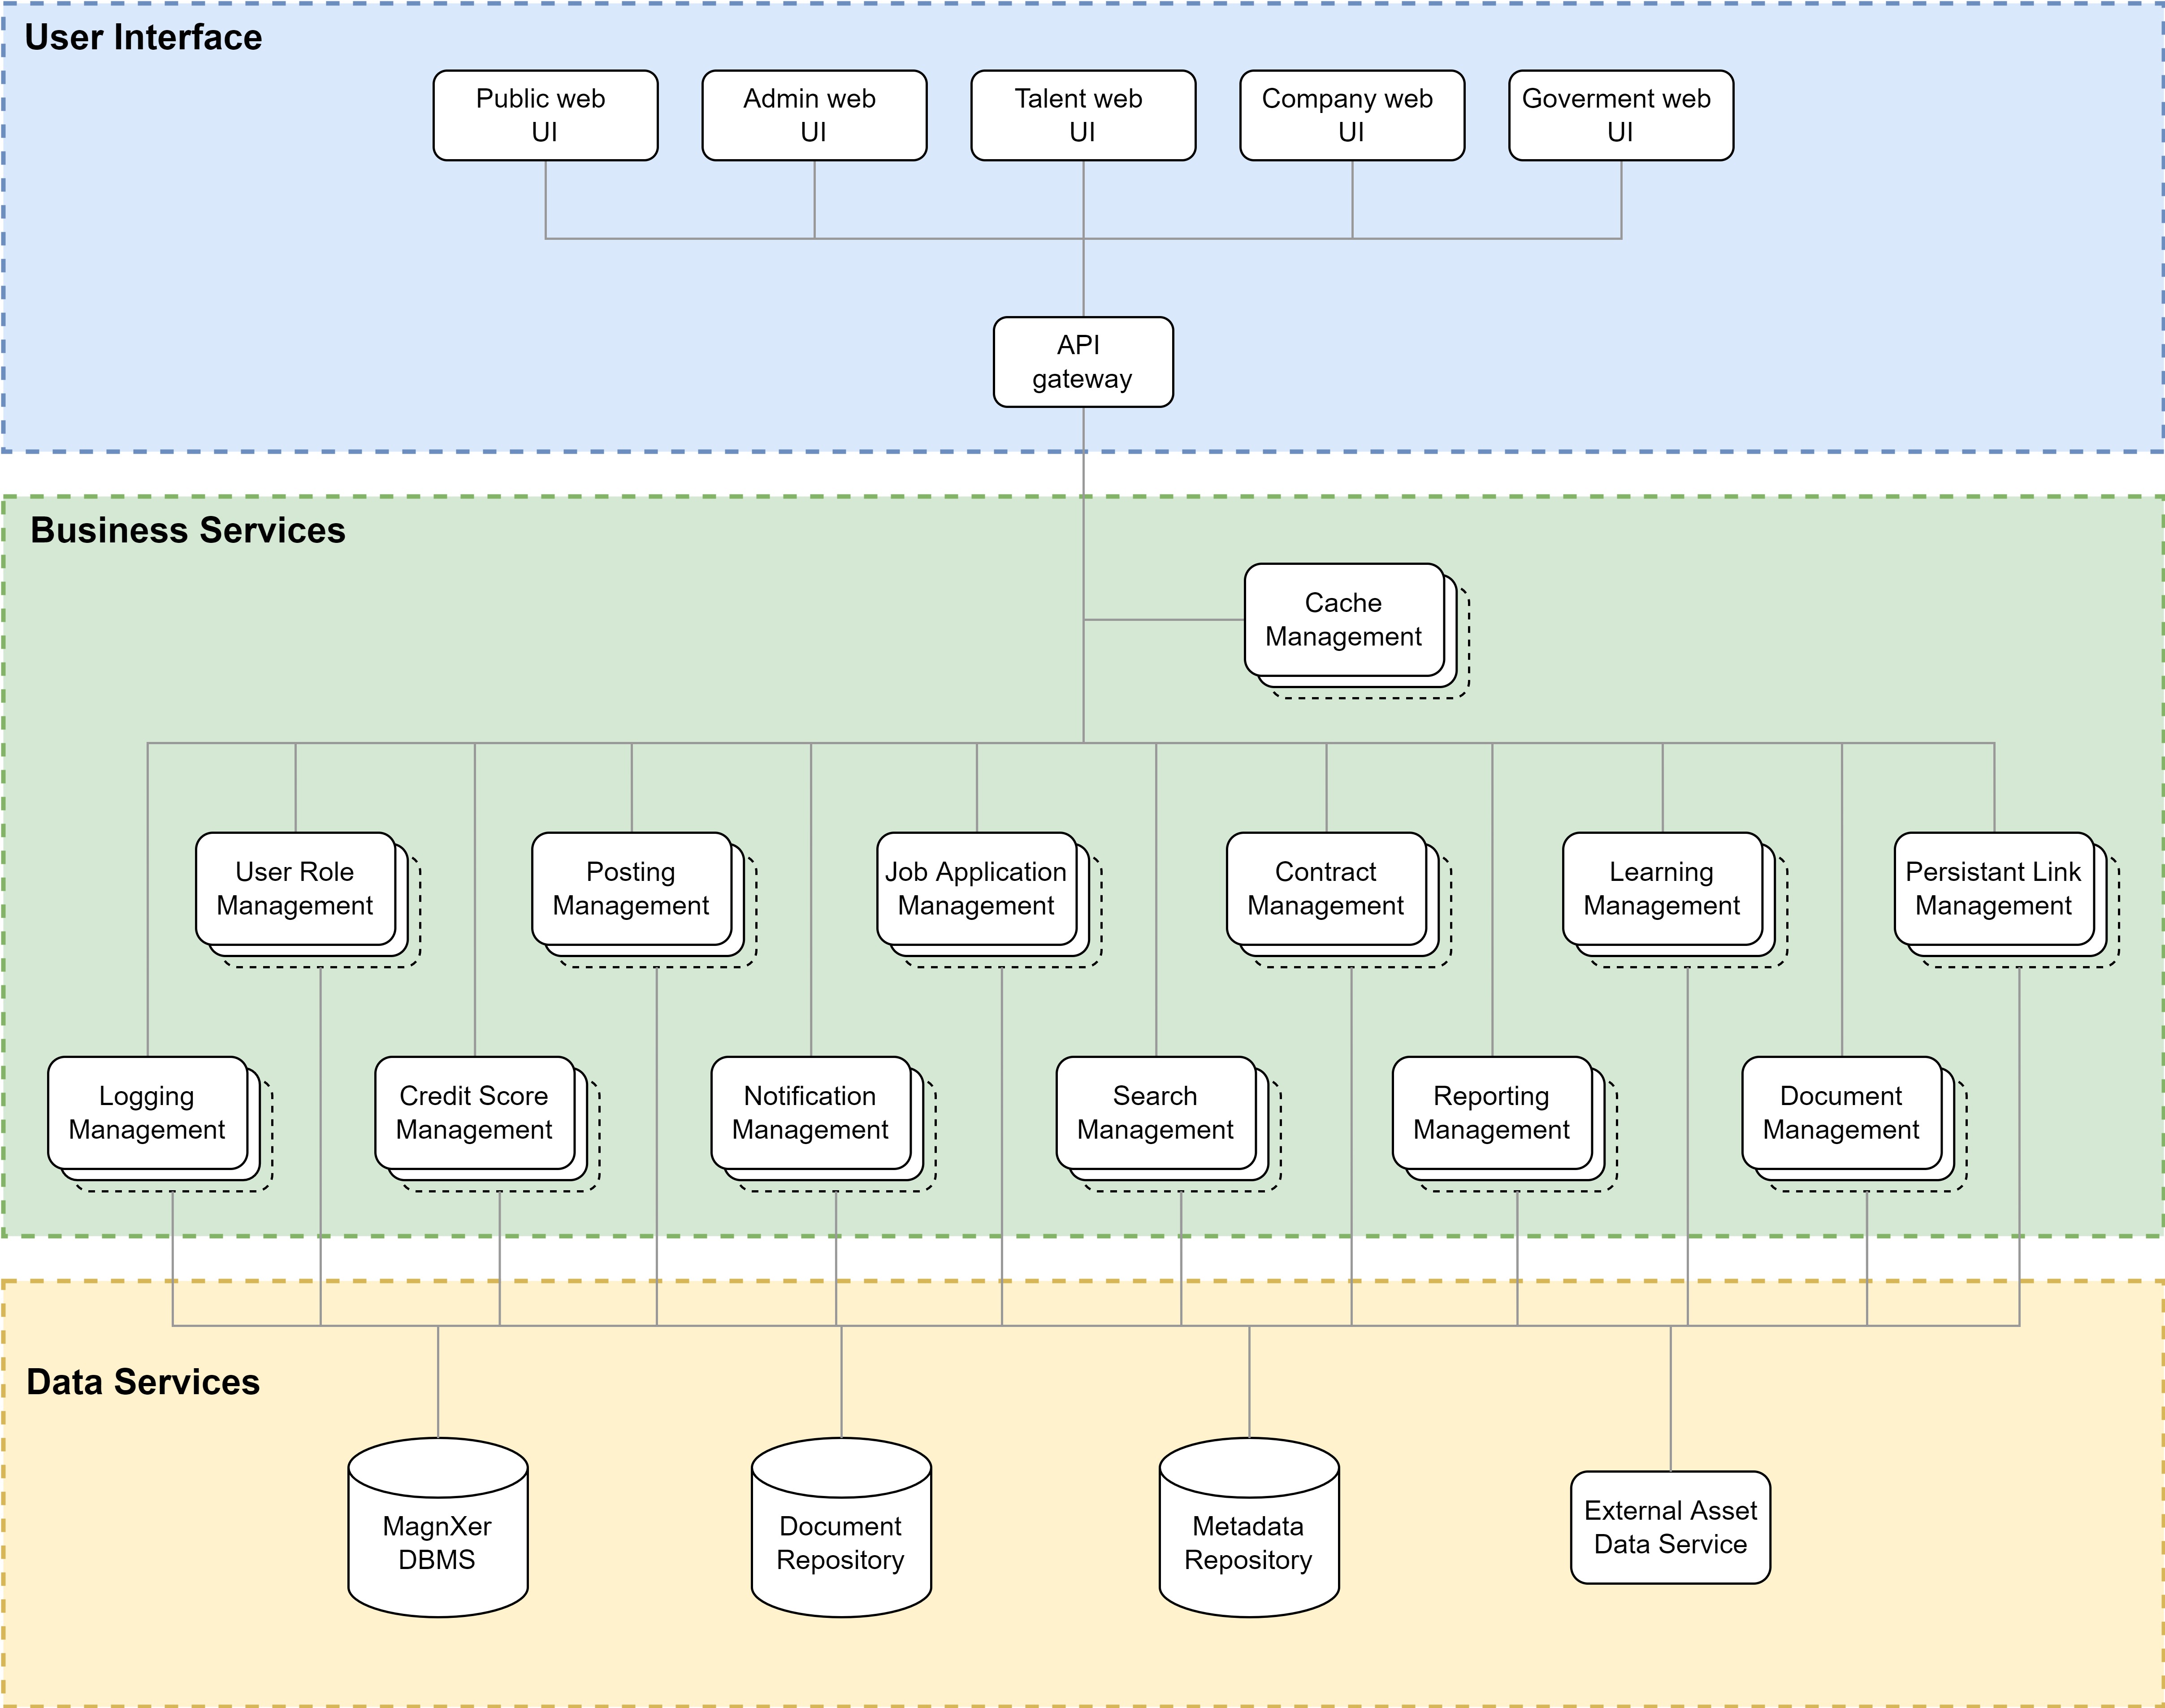 User Interface
Public web
UI
Admin web
UI
Talent web
UI
Company web
UI
Goverment web
UI
API
gateway
Business Services
Cache
Management
User Role
Management
Posting
Management
Job Application
Management
Contract
Management
Learning
Management
Persistant Link
Management
Logging
Management
Credit Score
Management
Notification
Management
Search
Management
Reporting
Management
Document
Management
Data Services
MagnXer
DBMS
Document
Repository
Metadata
Repository
External Asset
Data Service